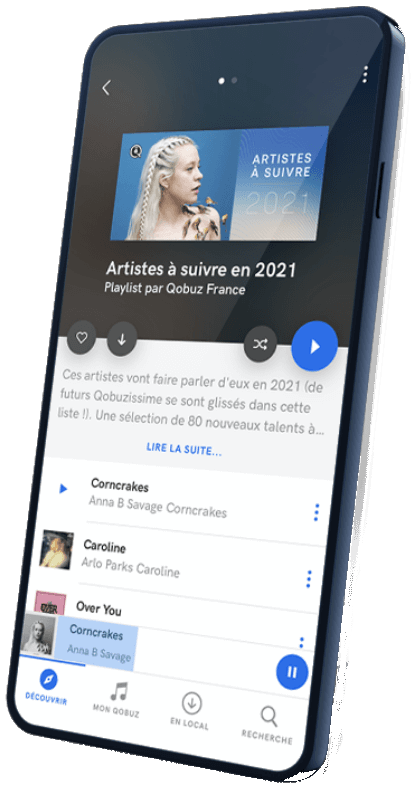 ARTISTES
À SUIVRE
2021
Artistes à suivre en 2021
Playlist par Qobuz France
Ces artistes vont faire parler d'eux en 2021 (de
futurs Qobuzissime se sont glissés dans cette
liste !). Une sélection de 80 nouveaux talents à...
LIRE LA SUITE...
Corncrakes
Anna B Savage Corncrakes
Caroline
Arlo Parks Caroline
Over You
Corncrakes
Anna B Savage
DÉCOUVRIR
MON QOBUZ
EN LOCAL
RECHERCHE